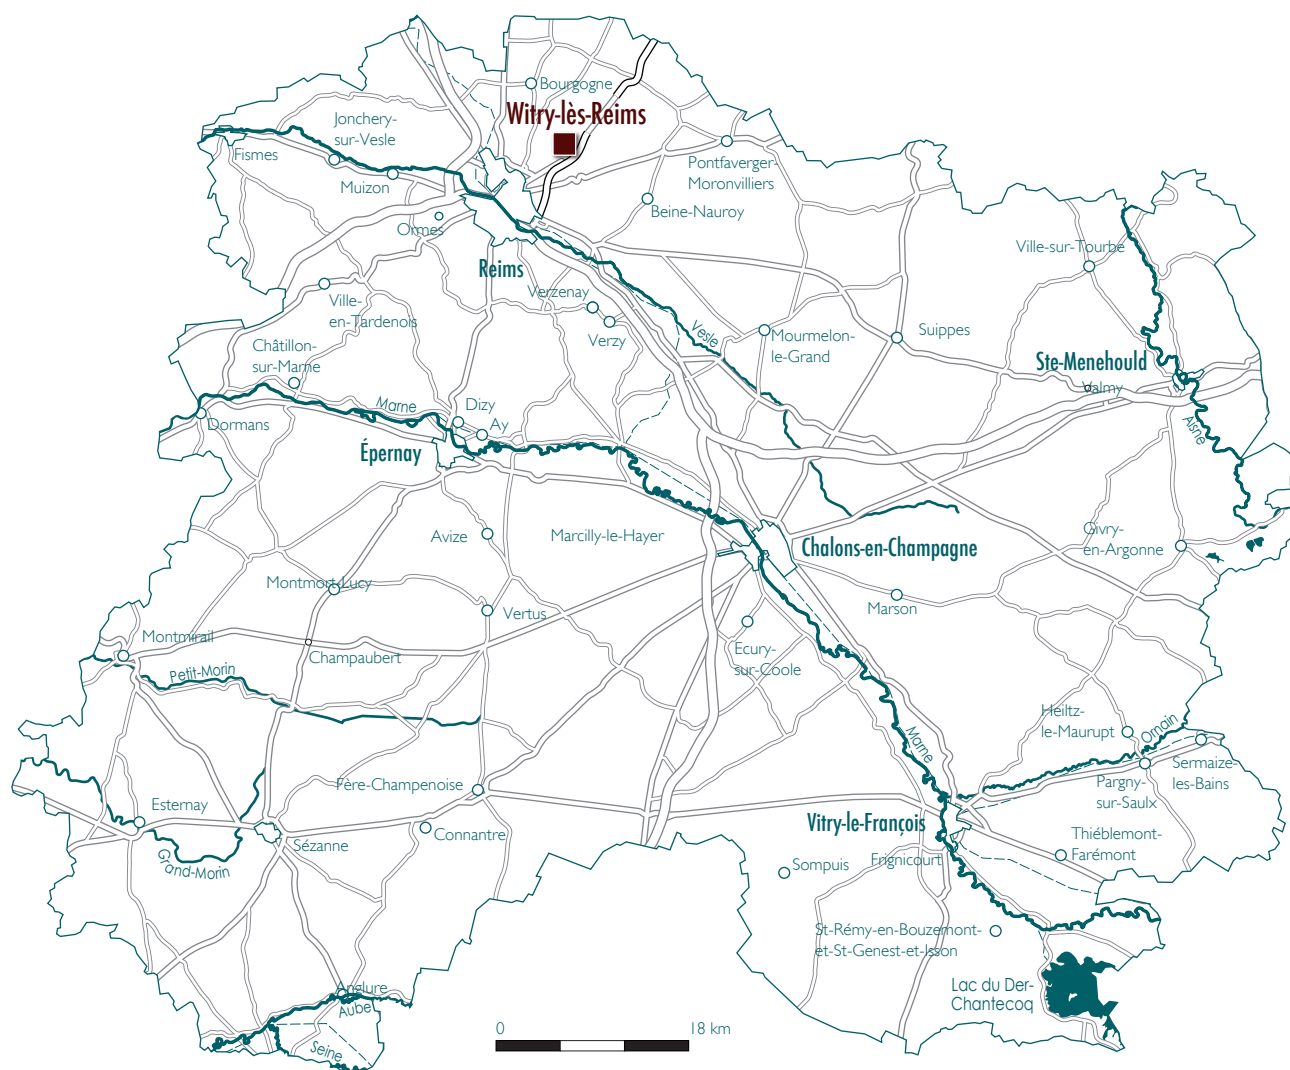 Bourgogne
Witry-lès-Reims
Jonchery-
sur-Vesle
Fismes
Muizon
Pontfaverger-
Moronvilliers
Beine-Nauroy
Ormes
Ville-sur-Tourbe
Reims
Verzenay
Ville-
en-Tardenois
Verzy
Vesle
Mourmelon-
le-Grand
Suippes
Châtillon-
sur-Marne
Ste-Menehould
Valmy
Marne
Dizy
Ay
Dormans
Aisne
Épernay
Avize
Marcilly-le-Hayer
Chalons-en-Champagne
Givry-
en-Argonne
Montmort-Lucy
Vertus
Marson
Montmirail
Champaubert
Ecury-
sur-Coole
Petit-Morin
Heiltz-
le-Maurupt
Ornain
Marne
Sermaize-
les-Bains
Pargny-
sur-Saulx
Fère-Champenoise
Esternay
Connantre
Sézanne
Grand-Morin
Vitry-le-François
Frignicourt
Thiéblemont-
Farémont
Sompuis
St-Rémy-en-Bouzemont-
et-St-Genest-et-Isson
Lac du Der-
Chantecoq
Anglure
Aube
Seine
0 18 km